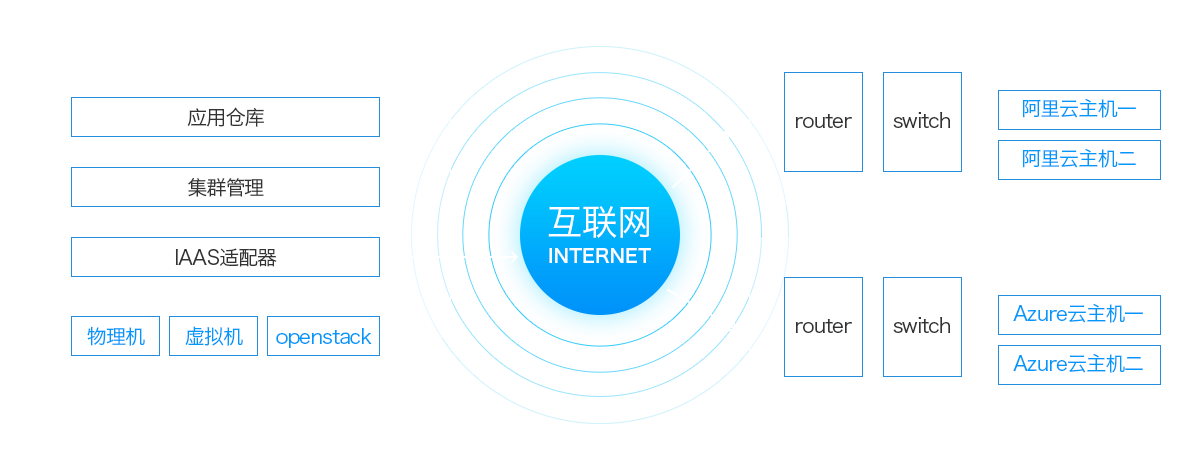 应用仓库
集群管理
IAAS适配器
物理机
虚拟机
openstack
互联网
INTERNET
router
switch
阿里云主机一
阿里云主机二
router
switch
Azure云主机一
Azure云主机二